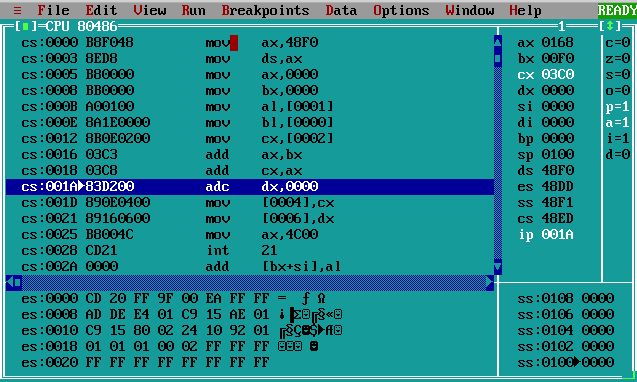 ≡ File Edit View Run Breakpoints Data Options Window Help READY
[■]=CPU 80486 1 [↕]
cs:0000 B8F048 mov ax,48F0 ax 0168 c=0
cs:0003 8ED8 mov ds,ax bx 00F0 z=0
cs:0005 B80000 mov ax,0000 cx 03C0 s=0
cs:0008 BB0000 mov bx,0000 dx 0000 o=0
cs:000B A00100 mov al,[0001] si 0000 p=1
cs:000E 8A1E0000 mov bl,[0000] di 0000 a=1
cs:0012 8B0E0200 mov cx,[0002] bp 0000 i=1
cs:0016 03C3 add ax,bx sp 0100 d=0
cs:0018 03C8 add cx,ax ds 48F0
cs:001A►83D200 adc dx,0000 es 48DD
cs:001D 890E0400 mov [0004],cx ss 48F1
cs:0021 89160600 mov [0006],dx cs 48ED
cs:0025 B8004C mov ax,4C00 ip 001A
cs:0028 CD21 int 21
cs:002A 0000 add [bx+si],al
es:0000 CD 20 FF 9F 00 EA FF FF = ƒ Ω ss:0108 0000
es:0008 AD DE E4 01 C9 15 AE 01 ¡▐Σ☺╔§«☺ ss:0106 0000
es:0010 C9 15 80 02 24 10 92 01 ╔§Ç☻$►Æ☺ ss:0104 0000
es:0018 01 01 01 00 02 FF FF FF ☺☺☺ ☻ ss:0102 0000
es:0020 FF FF FF FF FF FF FF FF ss:0100►0000